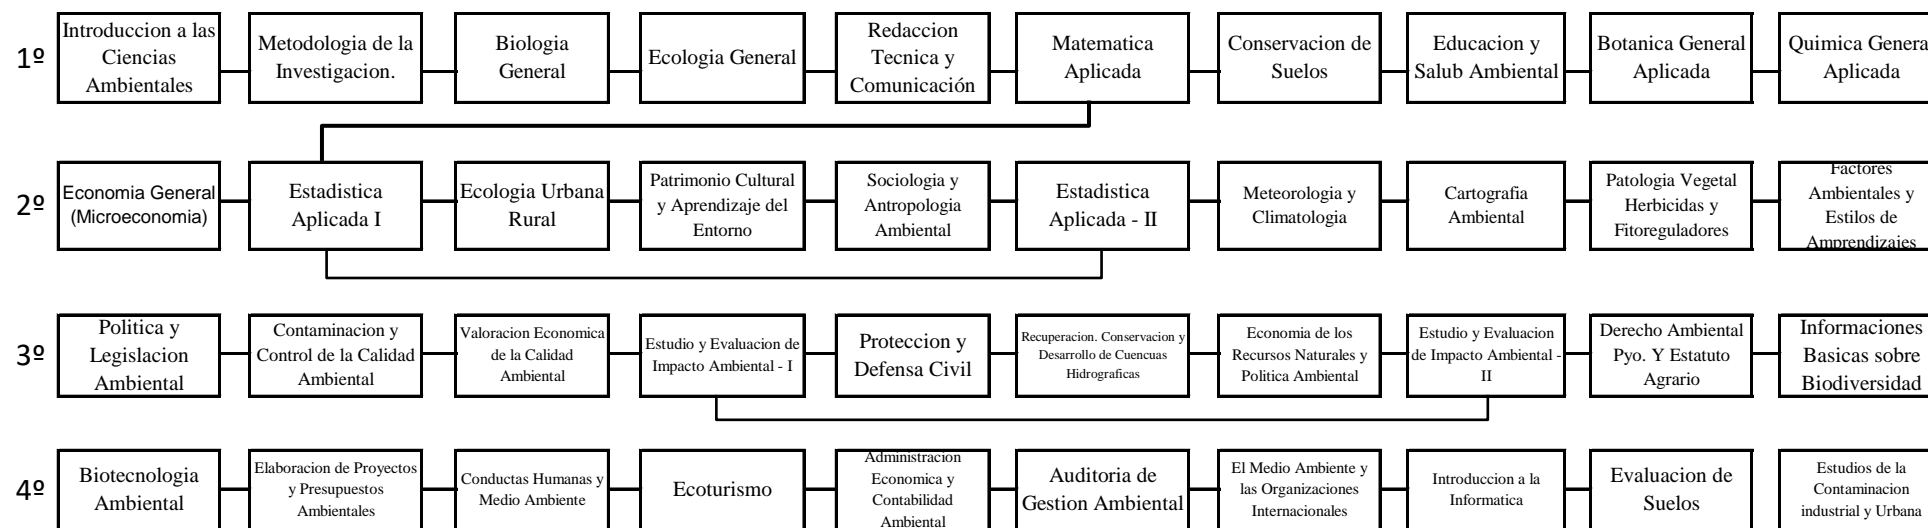 1º
Introduccion a las
Ciencias
Ambientales
Metodologia de la
Investigacion.
Biologia
General
Ecologia General
Redaccion
Tecnica y
Comunicación
Matematica
Aplicada
Conservacion de
Suelos
Educacion y
Salub Ambiental
Botanica General
Aplicada
Quimica Genera
Aplicada
2º
Economia General
(Microeconomia)
Estadistica
Aplicada I
Ecologia Urbana
Rural
Patrimonio Cultural
y Aprendizaje del
Entorno
Sociologia y
Antropologia
Ambiental
Estadistica
Aplicada - II
Meteorologia y
Climatologia
Cartografia
Ambiental
Patologia Vegetal
Herbicidas y
Fitoreguladores
Factores
Ambientales y
Estilos de
Amprendizajes
3º
Politica y
Legislacion
Ambiental
Contaminacion y
Control de la Calidad
Ambiental
Valoracion Economica
de la Calidad
Ambiental
Estudio y Evaluacion de
Impacto Ambiental - I
Proteccion y
Defensa Civil
Recuperacion. Conservacion y
Desarrollo de Cuencuas
Hidrograficas
Economia de los
Recursos Naturales y
Politica Ambiental
Estudio y Evaluacion
de Impacto Ambiental -
II
Derecho Ambiental
Pyo. Y Estatuto
Agrario
Informaciones
Basicas sobre
Biodiversidad
4º
Biotecnologia
Ambiental
Elaboracion de Proyectos
y Presupuestos
Ambientales
Conductas Humanas y
Medio Ambiente
Ecoturismo
Administracion
Economica y
Contabilidad
Ambiental
Auditoria de
Gestion Ambiental
El Medio Ambiente y
las Organizaciones
Internacionales
Introduccion a la
Informatica
Evaluacion de
Suelos
Estudios de la
Contaminacion
industrial y Urbana